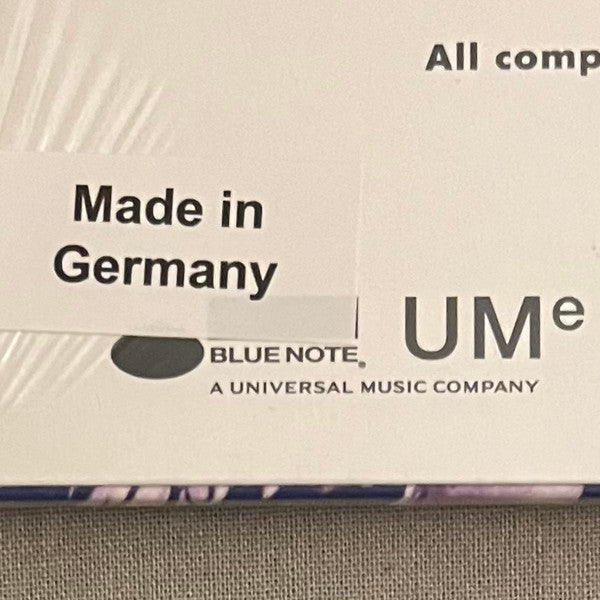 All comp
Made in
Germany
BLUE NOTE®
UMe
A UNIVERSAL MUSIC COMPANY